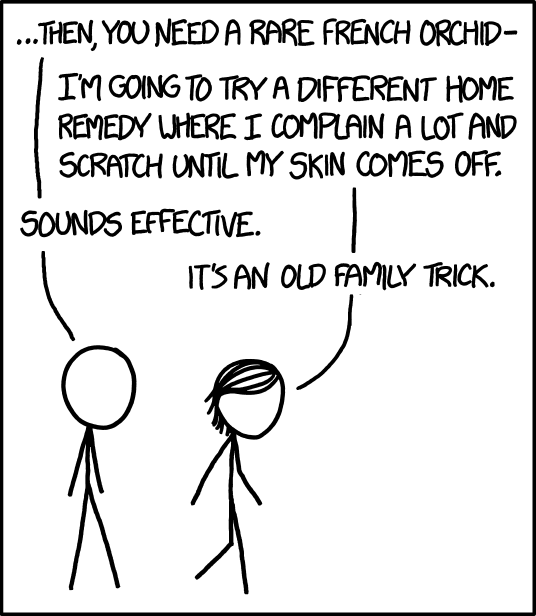 ...THEN, YOU NEED A RARE FRENCH ORCHID-
I'M GOING TO TRY A DIFFERENT HOME
REMEDY WHERE I COMPLAIN A LOT AND
SCRATCH UNTIL MY SKIN COMES OFF.
SOUNDS EFFECTIVE.
IT'S AN OLD FAMILY TRICK.